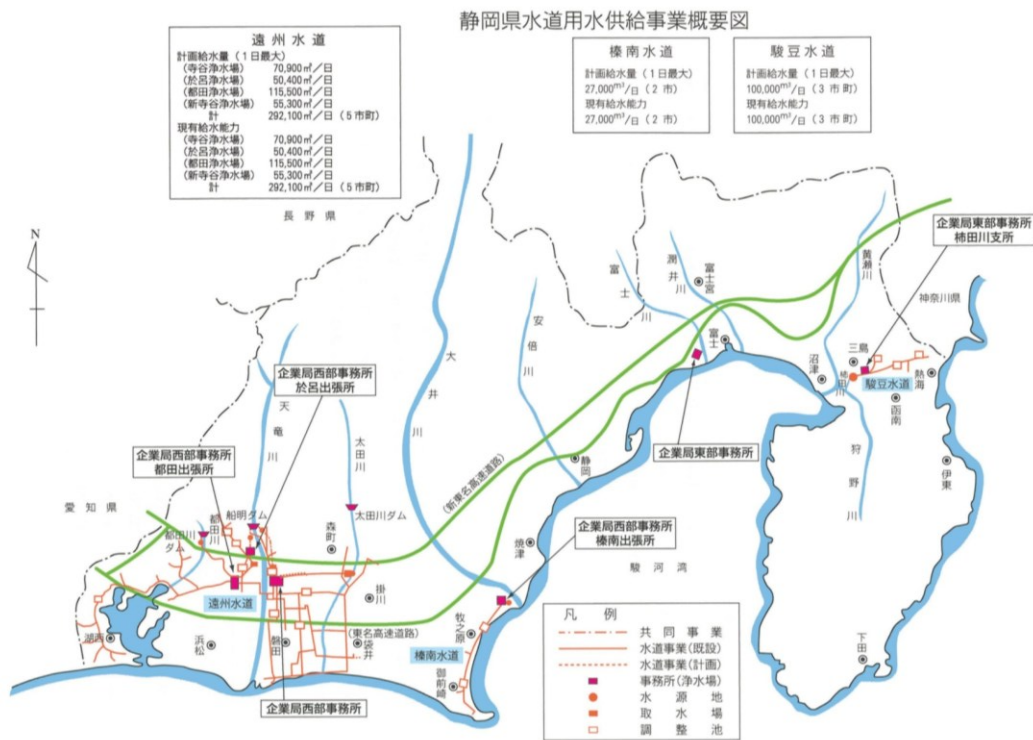 静岡県水道用水供給事業概要図
遠州水道
計画給水量(1日最大)
(寺谷浄水場) 70,900㎥/日
(於呂浄水場) 50,400㎥/日
(都田浄水場) 115,500㎥/日
(新寺谷浄水場) 55,300㎥/日
計 292,100㎥/日(5市町)
現有給水能力
(寺谷浄水場) 70,900㎥/日
(於呂浄水場) 50,400㎥/日
(都田浄水場) 115,500㎥/日
(新寺谷浄水場) 55,300㎥/日
計 292,100㎥/日(5市町)
榛南水道
計画給水量(1日最大)
27,000m³/日(2市)
現有給水能力
27,000m³/日(2市)
駿豆水道
計画給水量(1日最大)
100,000m³/日(3市町)
現有給水能力
100,000m³/日(3市町)
長野県
N
企業局東部事務所
柿田川支所
黄瀬川
神奈川県
富士川
潤井川
富士宮
安倍川
大井川
富士
沼津
三島
柿田川
駿豆水道
熱海
函南
伊東
狩野川
企業局東部事務所
企業局西部事務所
於呂出張所
天竜川
太田川
企業局西部事務所
都田出張所
静岡
(新東名高速道路)
愛知県
都田川
都田川ダム
船明ダム
太田川ダム
森町
企業局西部事務所
榛南出張所
焼津
駿河湾
掛川
遠州水道
湖西
浜松
磐田
(東名高速道路)
袋井
牧之原
榛南水道
御前崎
下田
企業局西部事務所
凡例
共同事業
水道事業(既設)
水道事業(計画)
事務所(浄水場)
水源地
取水場
調整池